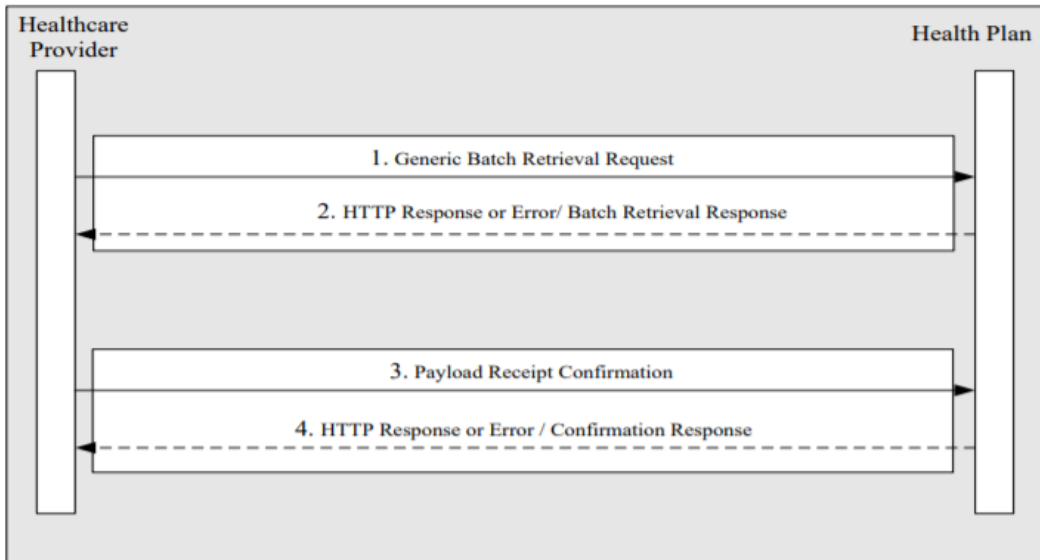 Healthcare
Provider
Health Plan
1. Generic Batch Retrieval Request
2. HTTP Response or Error/ Batch Retrieval Response
3. Payload Receipt Confirmation
4. HTTP Response or Error / Confirmation Response